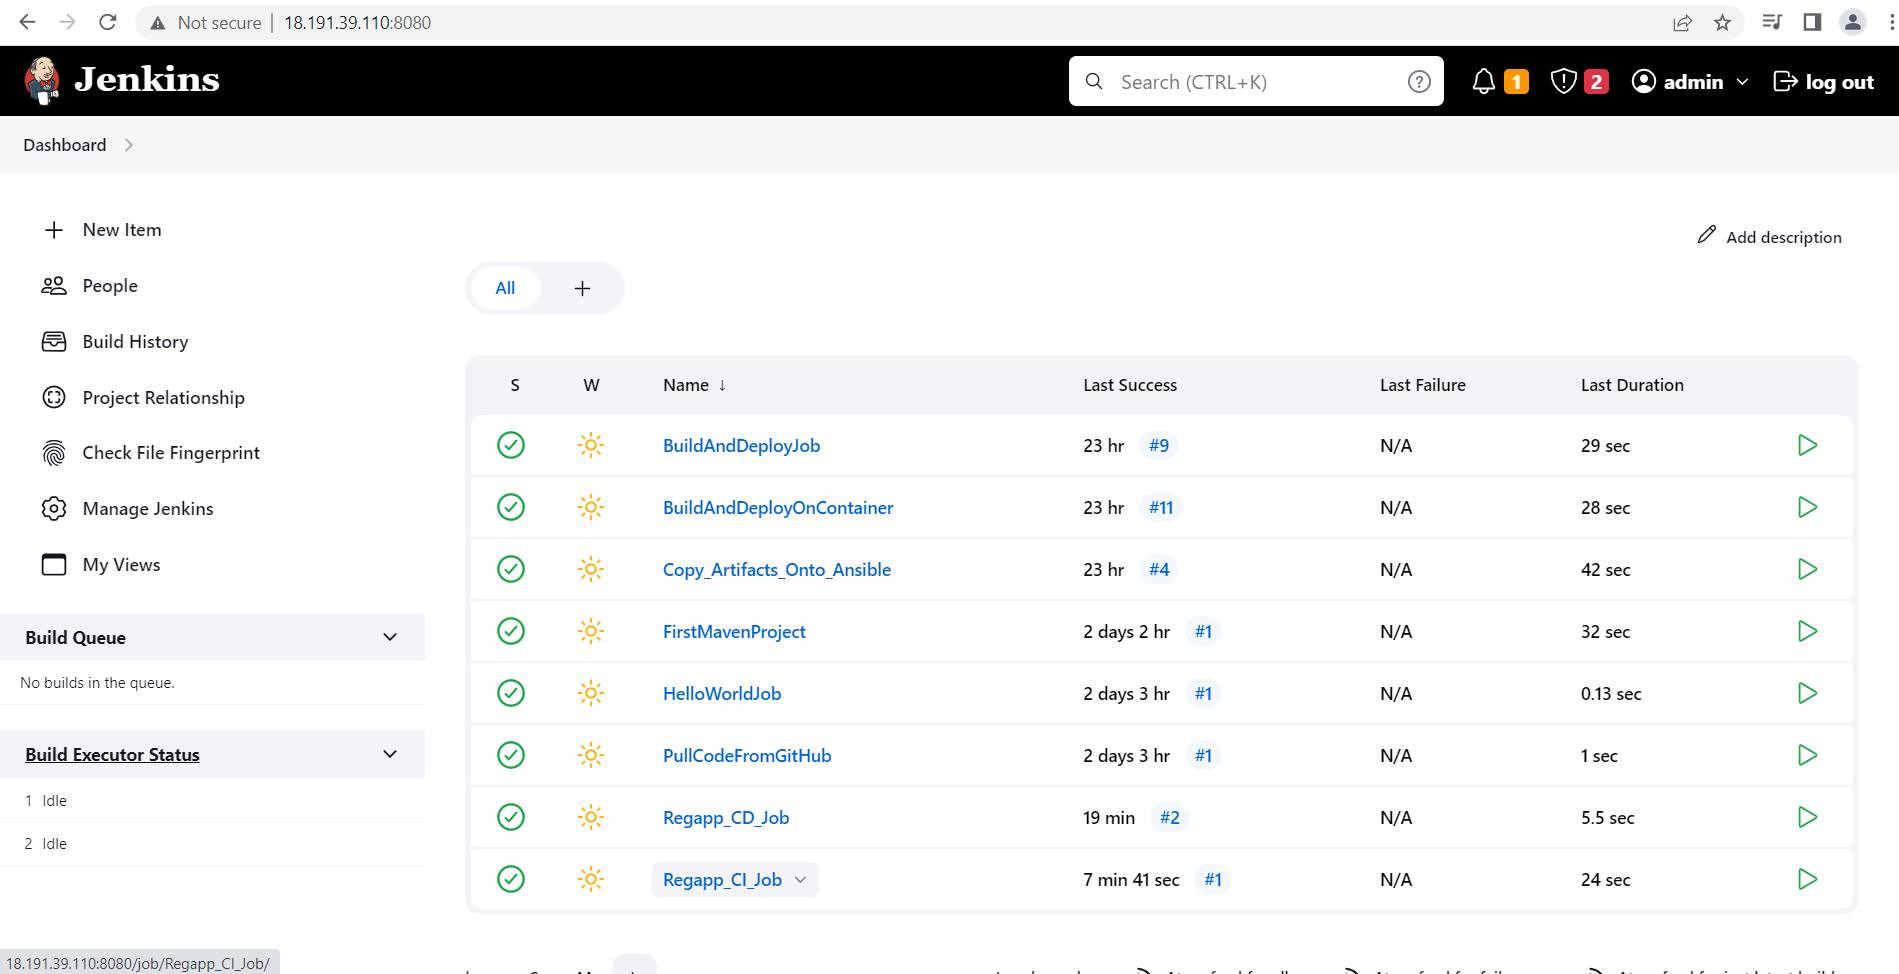 Not secure | 18.191.39.110:8080
Jenkins
Search (CTRL+K)
1
2
admin
log out
Dashboard
New Item
Add description
People
All
Build History
Project Relationship
Check File Fingerprint
Manage Jenkins
My Views
Build Queue
No builds in the queue.
Build Executor Status
1 Idle
2 Idle
S W Name ↓ Last Success Last Failure Last Duration
BuildAndDeployJob 23 hr #9 N/A 29 sec
BuildAndDeployOnContainer 23 hr #11 N/A 28 sec
Copy_Artifacts_Onto_Ansible 23 hr #4 N/A 42 sec
FirstMavenProject 2 days 2 hr #1 N/A 32 sec
HelloWorldJob 2 days 3 hr #1 N/A 0.13 sec
PullCodeFromGitHub 2 days 3 hr #1 N/A 1 sec
Regapp_CD_Job 19 min #2 N/A 5.5 sec
Regapp_CI_Job 7 min 41 sec #1 N/A 24 sec
18.191.39.110:8080/job/Regapp_CI_Job/